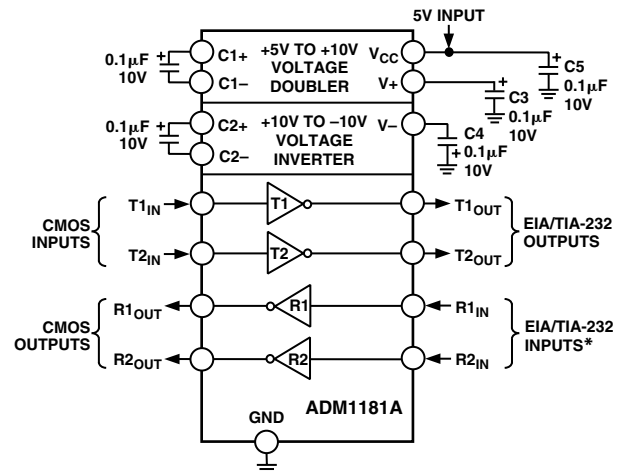 5V INPUT
0.1µF
10V
+
C1+
C1–
+5V TO +10V
VOLTAGE
DOUBLER
VCC
V+
+
C5
0.1µF
10V
+
C3
0.1µF
10V
0.1µF
10V
+
C2+
C2–
+10V TO –10V
VOLTAGE
INVERTER
V–
C4
+
0.1µF
10V
CMOS
INPUTS
T1IN
T1
T1OUT
T2IN
T2
T2OUT
EIA/TIA-232
OUTPUTS
CMOS
OUTPUTS
R1OUT
R1
R1IN
R2OUT
R2
R2IN
EIA/TIA-232
INPUTS*
GND
ADM1181A